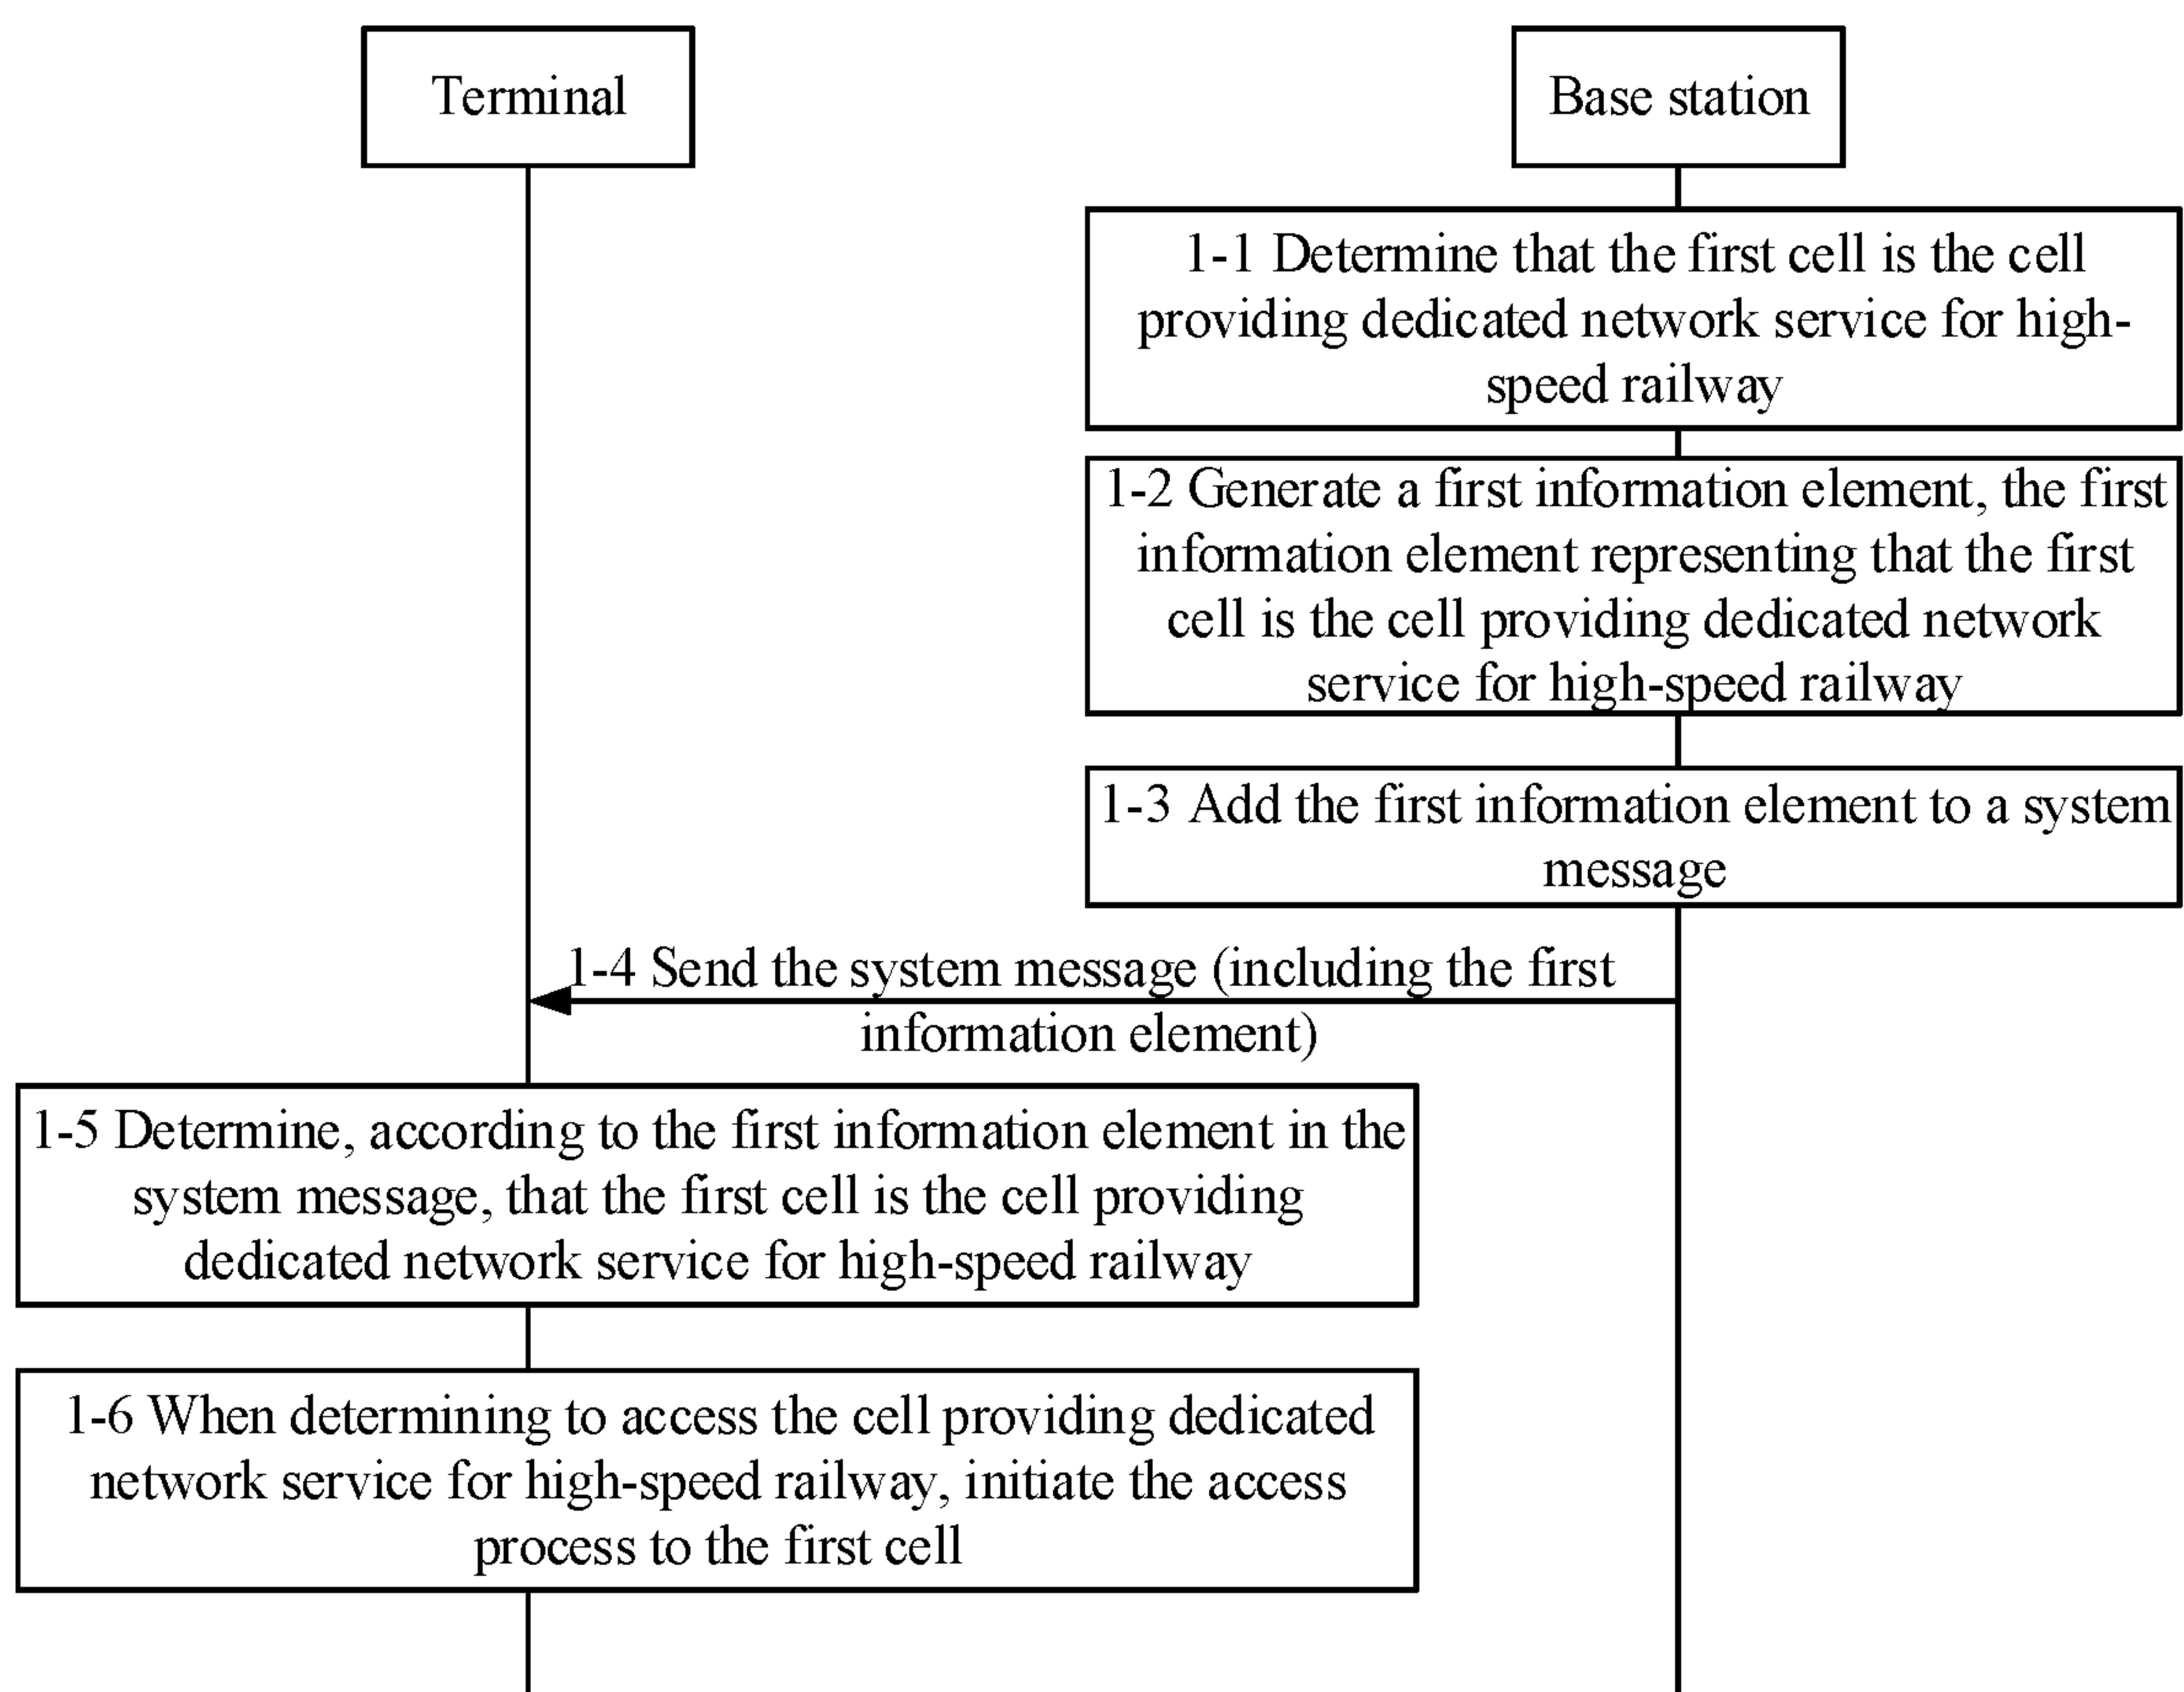 Terminal
Base station
1-1 Determine that the first cell is the cell
providing dedicated network service for high-
speed railway
1-2 Generate a first information element, the first
information element representing that the first
cell is the cell providing dedicated network
service for high-speed railway
1-3 Add the first information element to a system
message
1-4 Send the system message (including the first
information element)
1-5 Determine, according to the first information element in the
system message, that the first cell is the cell providing
dedicated network service for high-speed railway
1-6 When determining to access the cell providing dedicated
network service for high-speed railway, initiate the access
process to the first cell